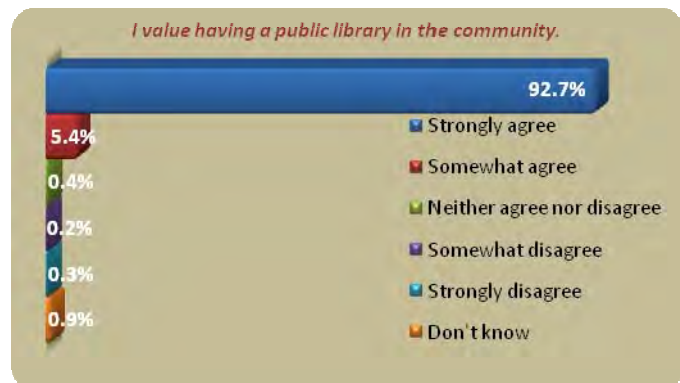 I value having a public library in the community.
92.7%
5.4%
0.4%
0.2%
0.3%
0.9%
Strongly agree
Somewhat agree
Neither agree nor disagree
Somewhat disagree
Strongly disagree
Don't know